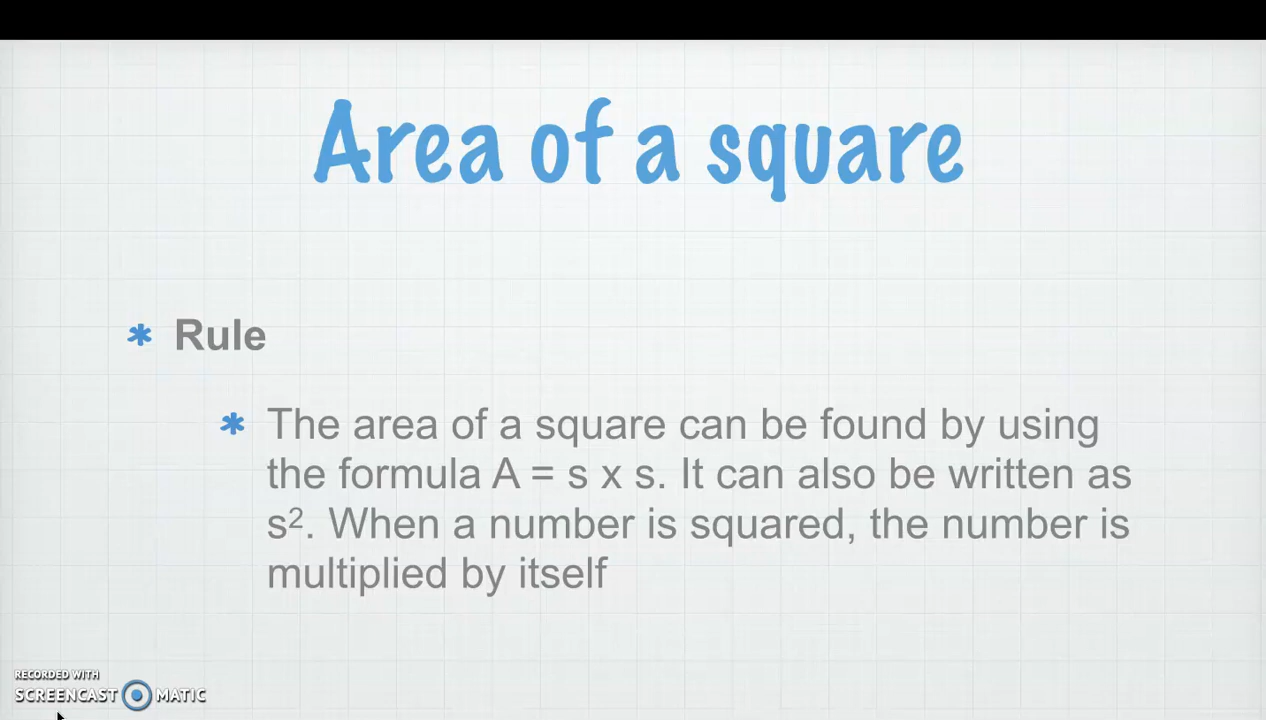 Area of a square
* Rule
* The area of a square can be found by using
the formula A = s x s. It can also be written as
s². When a number is squared, the number is
multiplied by itself
RECORDED WITH
SCREENCAST MATIC